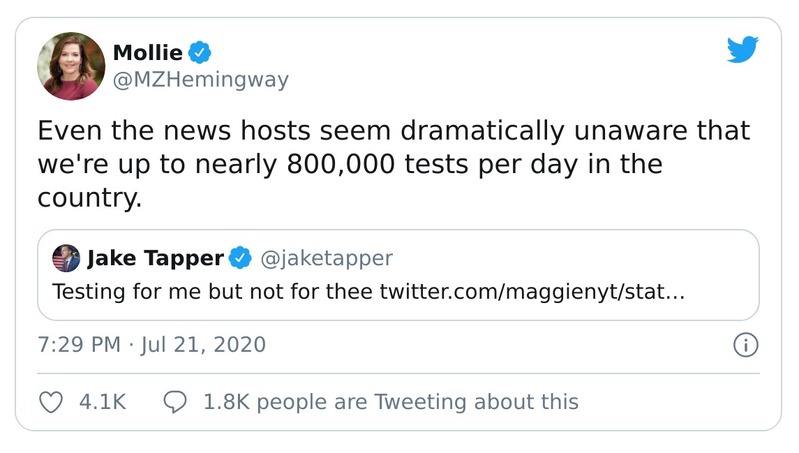 Mollie
@MZHemingway
Even the news hosts seem dramatically unaware that
we're up to nearly 800,000 tests per day in the
country.
Jake Tapper @jaketapper
Testing for me but not for thee twitter.com/maggienyt/stat…
7:29 PM · Jul 21, 2020
4.1K 1.8K people are Tweeting about this